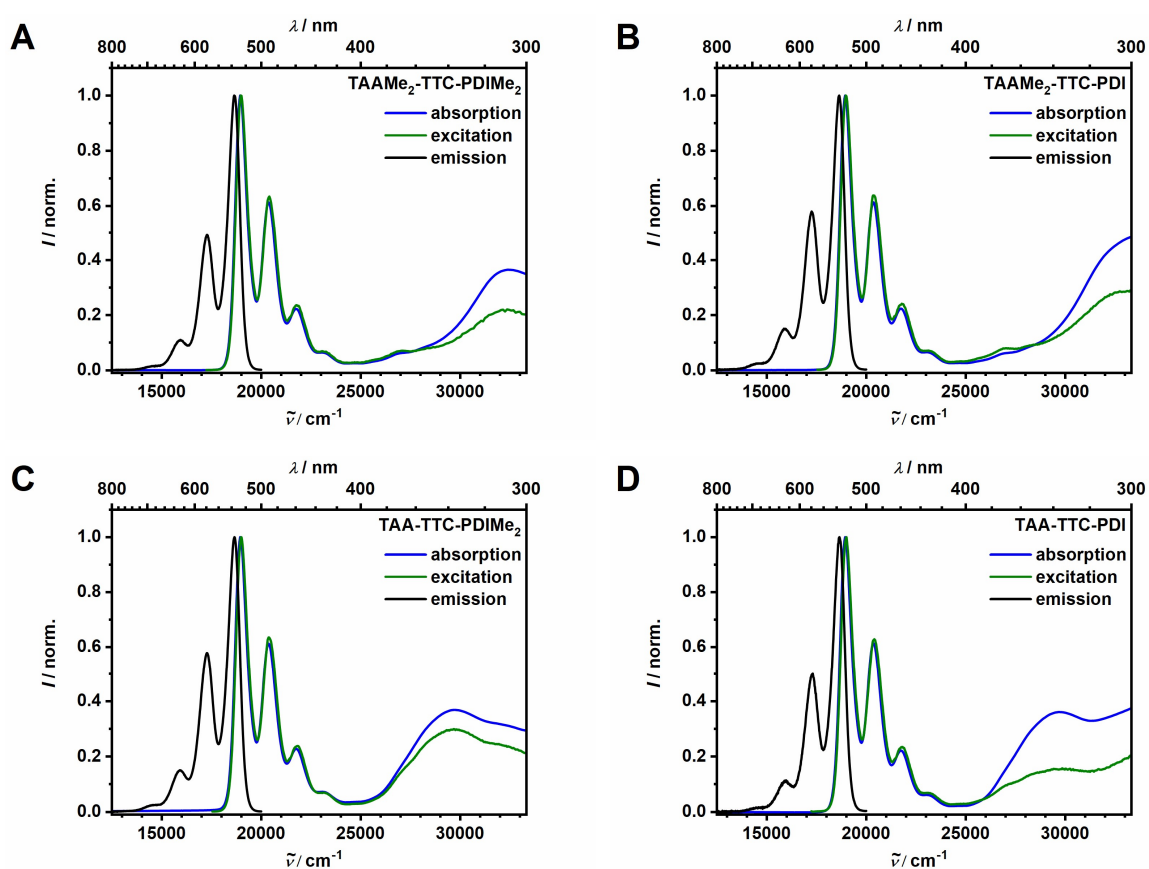 A
λ / nm
800 600 500 400 300
TAAMe₂-TTC-PDIMe₂
absorption
excitation
emission
I / norm.
1.0
0.8
0.6
0.4
0.2
0.0
15000 20000 25000 30000
ν̃ / cm⁻¹
B
λ / nm
800 600 500 400 300
TAAMe₂-TTC-PDI
absorption
excitation
emission
I / norm.
1.0
0.8
0.6
0.4
0.2
0.0
15000 20000 25000 30000
ν̃ / cm⁻¹
C
λ / nm
800 600 500 400 300
TAA-TTC-PDIMe₂
absorption
excitation
emission
I / norm.
1.0
0.8
0.6
0.4
0.2
0.0
15000 20000 25000 30000
ν̃ / cm⁻¹
D
λ / nm
800 600 500 400 300
TAA-TTC-PDI
absorption
excitation
emission
I / norm.
1.0
0.8
0.6
0.4
0.2
0.0
15000 20000 25000 30000
ν̃ / cm⁻¹